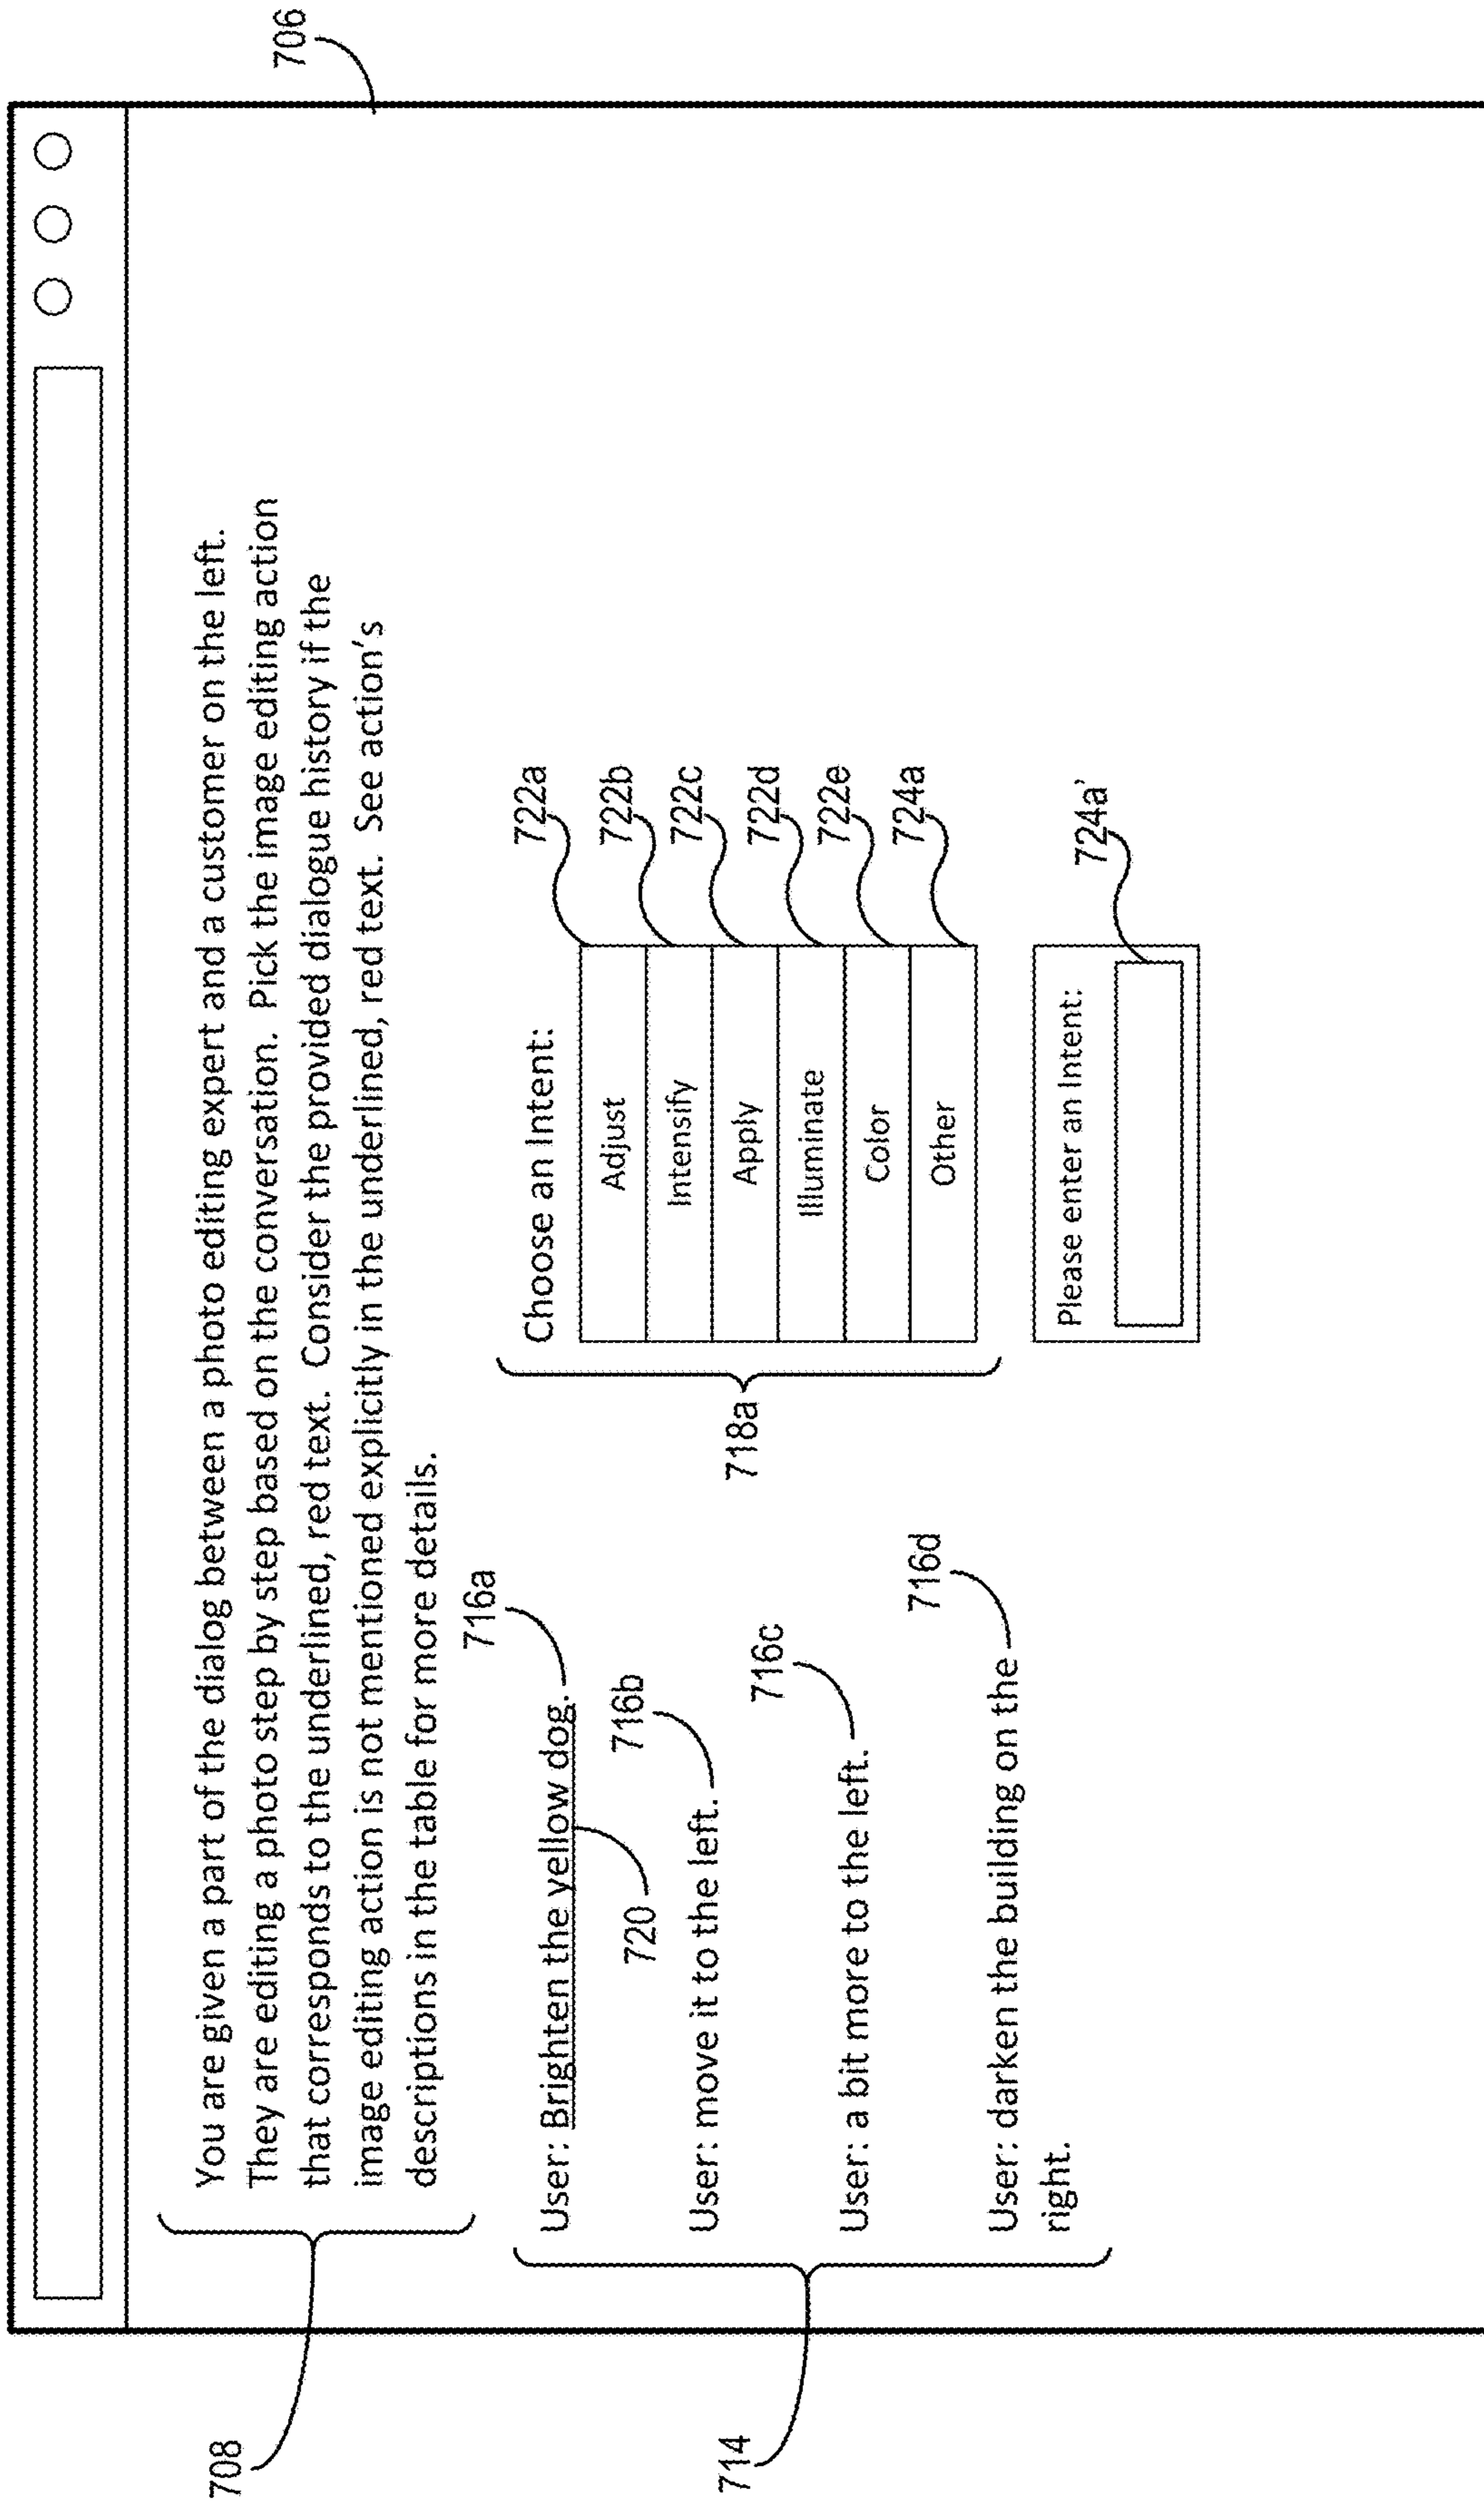 706
708
You are given a part of the dialog between a photo editing expert and a customer on the left.
They are editing a photo step by step based on the conversation.  Pick the image editing action
that corresponds to the underlined, red text.  Consider the provided dialogue history if the
image editing action is not mentioned explicitly in the underlined, red text.  See action's
descriptions in the table for more details.
714
User: Brighten the yellow dog.
716a
720
User: move it to the left.
716b
User: a bit more to the left.
716c
User: darken the building on the
right.
716d
718a
Choose an Intent:
Adjust
722a
Intensify
722b
Apply
722c
Illuminate
722d
Color
722e
Other
724a
Please enter an Intent:
724a'